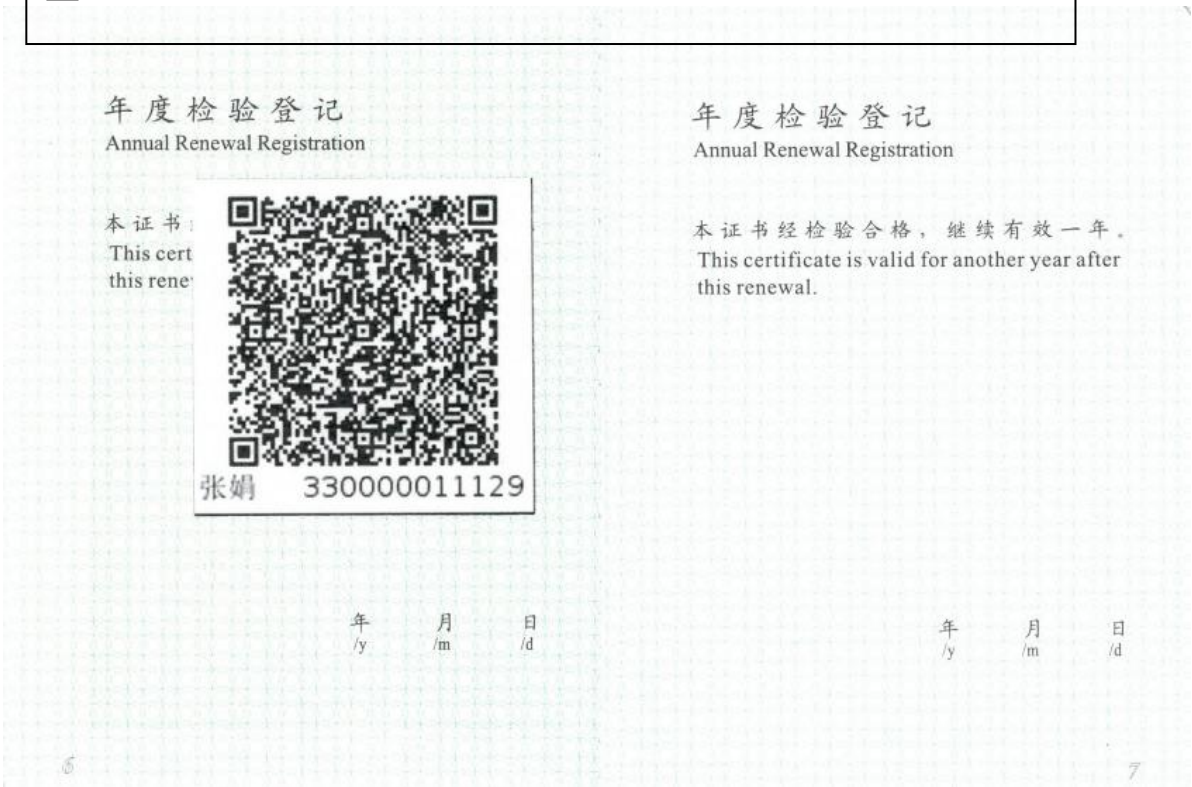 年度检验登记
Annual Renewal Registration
本证书
This cert
this rene
张娟 330000011129
年 月 日
/y /m /d
6
年度检验登记
Annual Renewal Registration
本证书经检验合格，继续有效一年。
This certificate is valid for another year after
this renewal.
年 月 日
/y /m /d
7